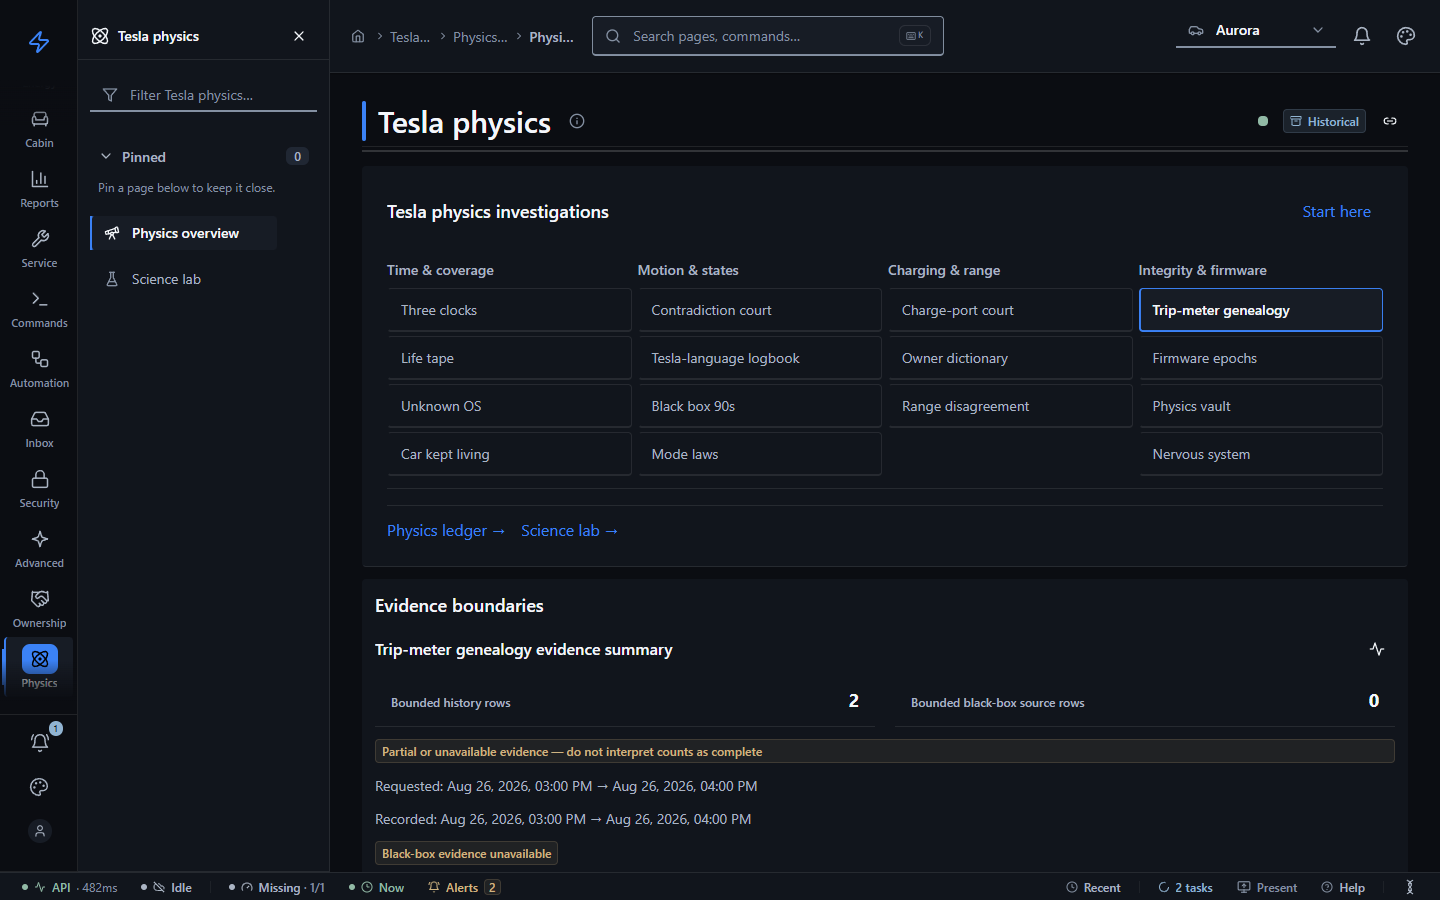 Tesla physics
Tesla...
Physics...
Physi...
Search pages, commands...
K
Aurora
Cabin
Reports
Service
Commands
Automation
Inbox
Security
Advanced
Ownership
Physics
1
Filter Tesla physics...
Pinned
0
Pin a page below to keep it close.
Physics overview
Science lab
Tesla physics
Historical
Tesla physics investigations
Start here
Time & coverage
Three clocks
Life tape
Unknown OS
Car kept living
Motion & states
Contradiction court
Tesla-language logbook
Black box 90s
Mode laws
Charging & range
Charge-port court
Owner dictionary
Range disagreement
Integrity & firmware
Trip-meter genealogy
Firmware epochs
Physics vault
Nervous system
Physics ledger →
Science lab →
Evidence boundaries
Trip-meter genealogy evidence summary
Bounded history rows
2
Bounded black-box source rows
0
Partial or unavailable evidence — do not interpret counts as complete
Requested: Aug 26, 2026, 03:00 PM → Aug 26, 2026, 04:00 PM
Recorded: Aug 26, 2026, 03:00 PM → Aug 26, 2026, 04:00 PM
Black-box evidence unavailable
API · 482ms
Idle
Missing · 1/1
Now
Alerts 2
Recent
2 tasks
Present
Help